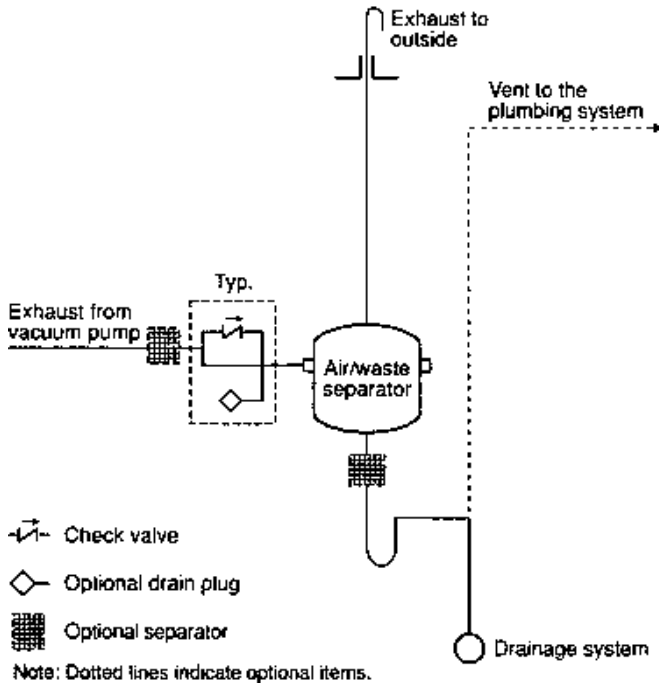 Exhaust to
outside
Vent to the
plumbing system
Typ.
Exhaust from
vacuum pump
Air/waste
separator
Check valve
Optional drain plug
Optional separator
Drainage system
Note: Dotted lines indicate optional items.